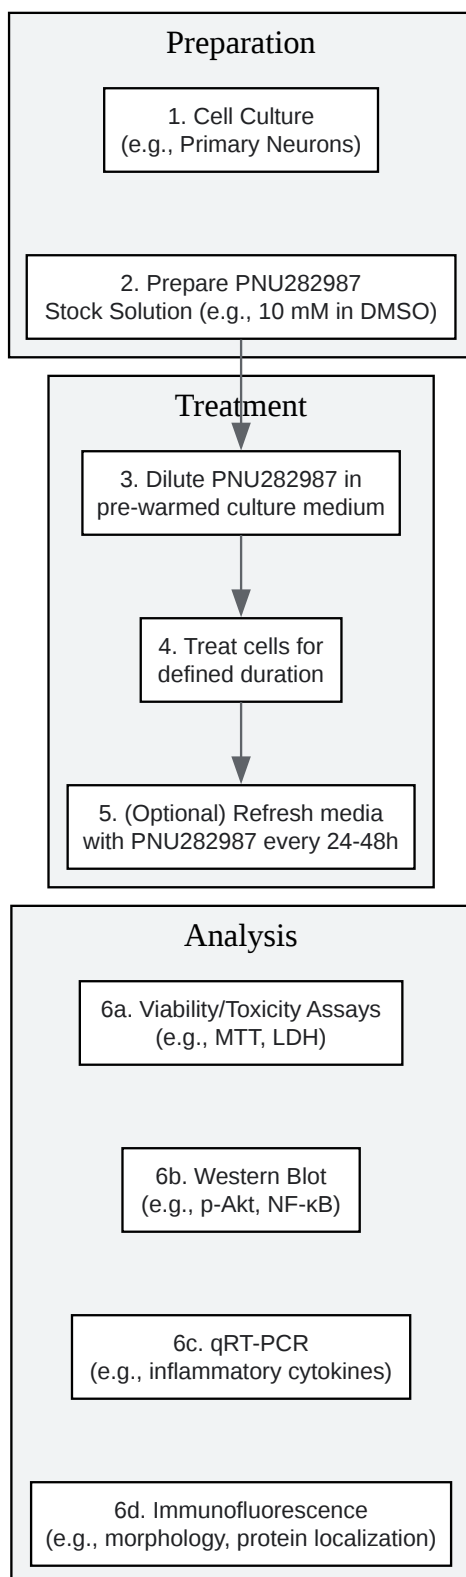 Preparation
1. Cell Culture
(e.g., Primary Neurons)
2. Prepare PNU282987
Stock Solution (e.g., 10 mM in DMSO)
Treatment
3. Dilute PNU282987 in
pre-warmed culture medium
4. Treat cells for
defined duration
5. (Optional) Refresh media
with PNU282987 every 24-48h
Analysis
6a. Viability/Toxicity Assays
(e.g., MTT, LDH)
6b. Western Blot
(e.g., p-Akt, NF-κB)
6c. qRT-PCR
(e.g., inflammatory cytokines)
6d. Immunofluorescence
(e.g., morphology, protein localization)